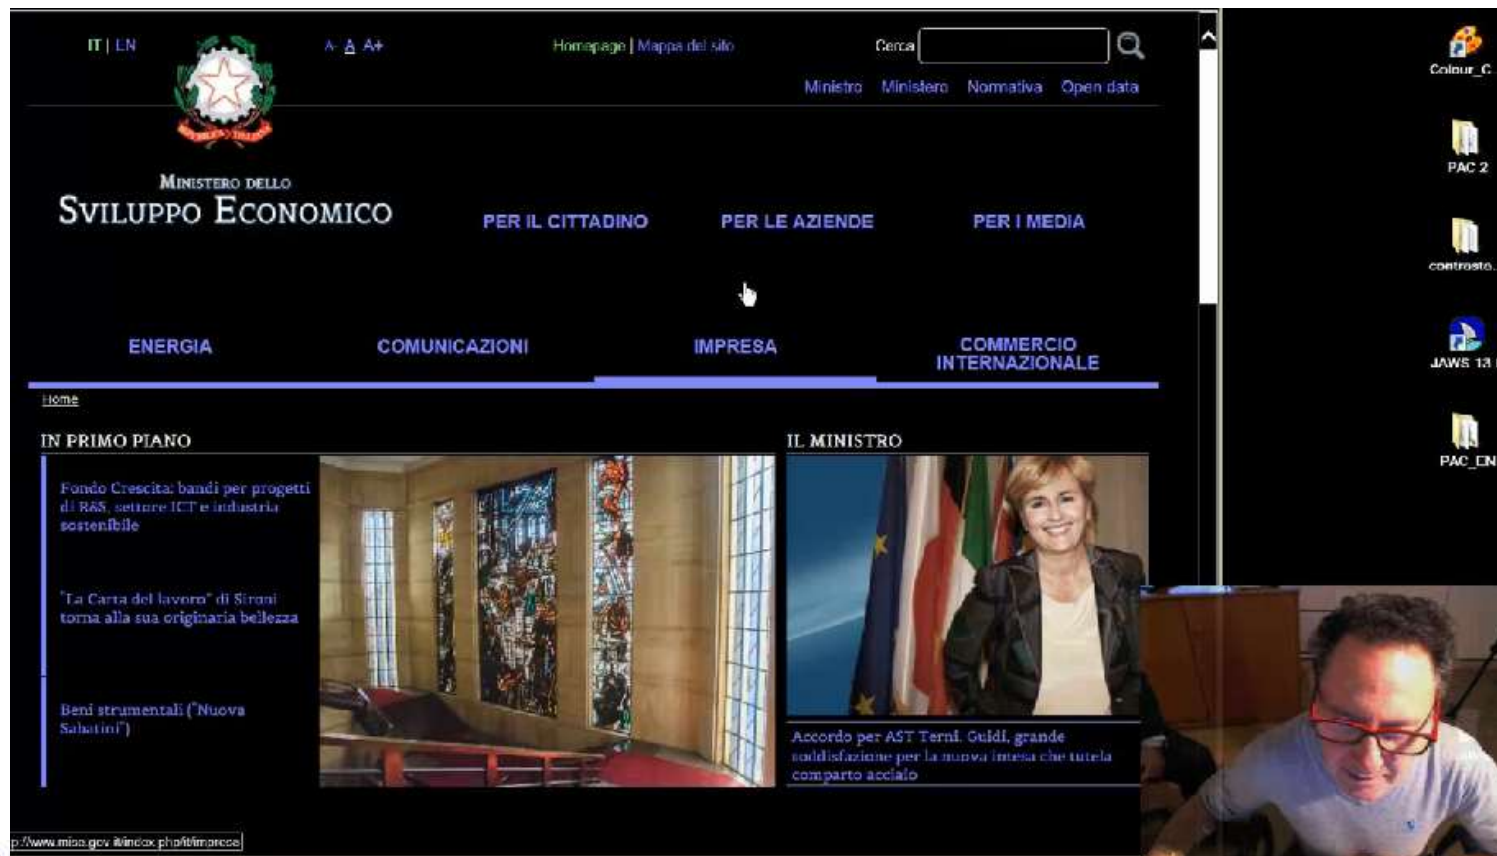 IT | EN
A- A A+
Homepage | Mappa del sito
Cerca
Ministro Ministero Normativa Open data
MINISTERO DELLO
SVILUPPO ECONOMICO
PER IL CITTADINO PER LE AZIENDE PER I MEDIA
ENERGIA COMUNICAZIONI IMPRESA COMMERCIO
INTERNAZIONALE
Home
IN PRIMO PIANO
Fondo Crescita: bandi per progetti
di R&S, settore ICT e industria
sostenibile
"La Carta del lavoro" di Sironi
torna alla sua originaria bellezza
Beni strumentali ("Nuova
Sabatini")
IL MINISTRO
Accordo per AST Terni. Guidi, grande
soddisfazione per la nuova intesa che tutela
comparto acciaio
p://www.mise.gov.it/index.php/it/impresa
Colour_C...
PAC 2
contrasto...
JAWS 13
PAC_EN